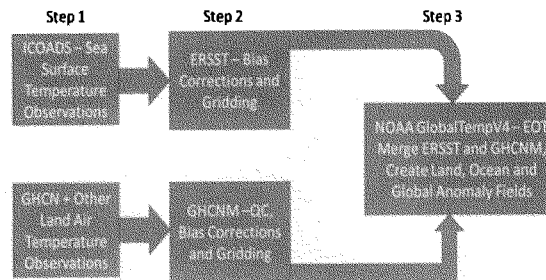 Step 1
Step 2
Step 3
ICOADS – Sea
Surface
Temperature
Observations
ERSST – Bias
Corrections and
Gridding
NOAA GlobalTempV4 – EOT
Merge ERSST and GHCNM,
Create Land, Ocean and
Global Anomaly Fields
GHCN + Other
Land Air
Temperature
Observations
GHCNM –QC,
Bias Corrections
and Gridding